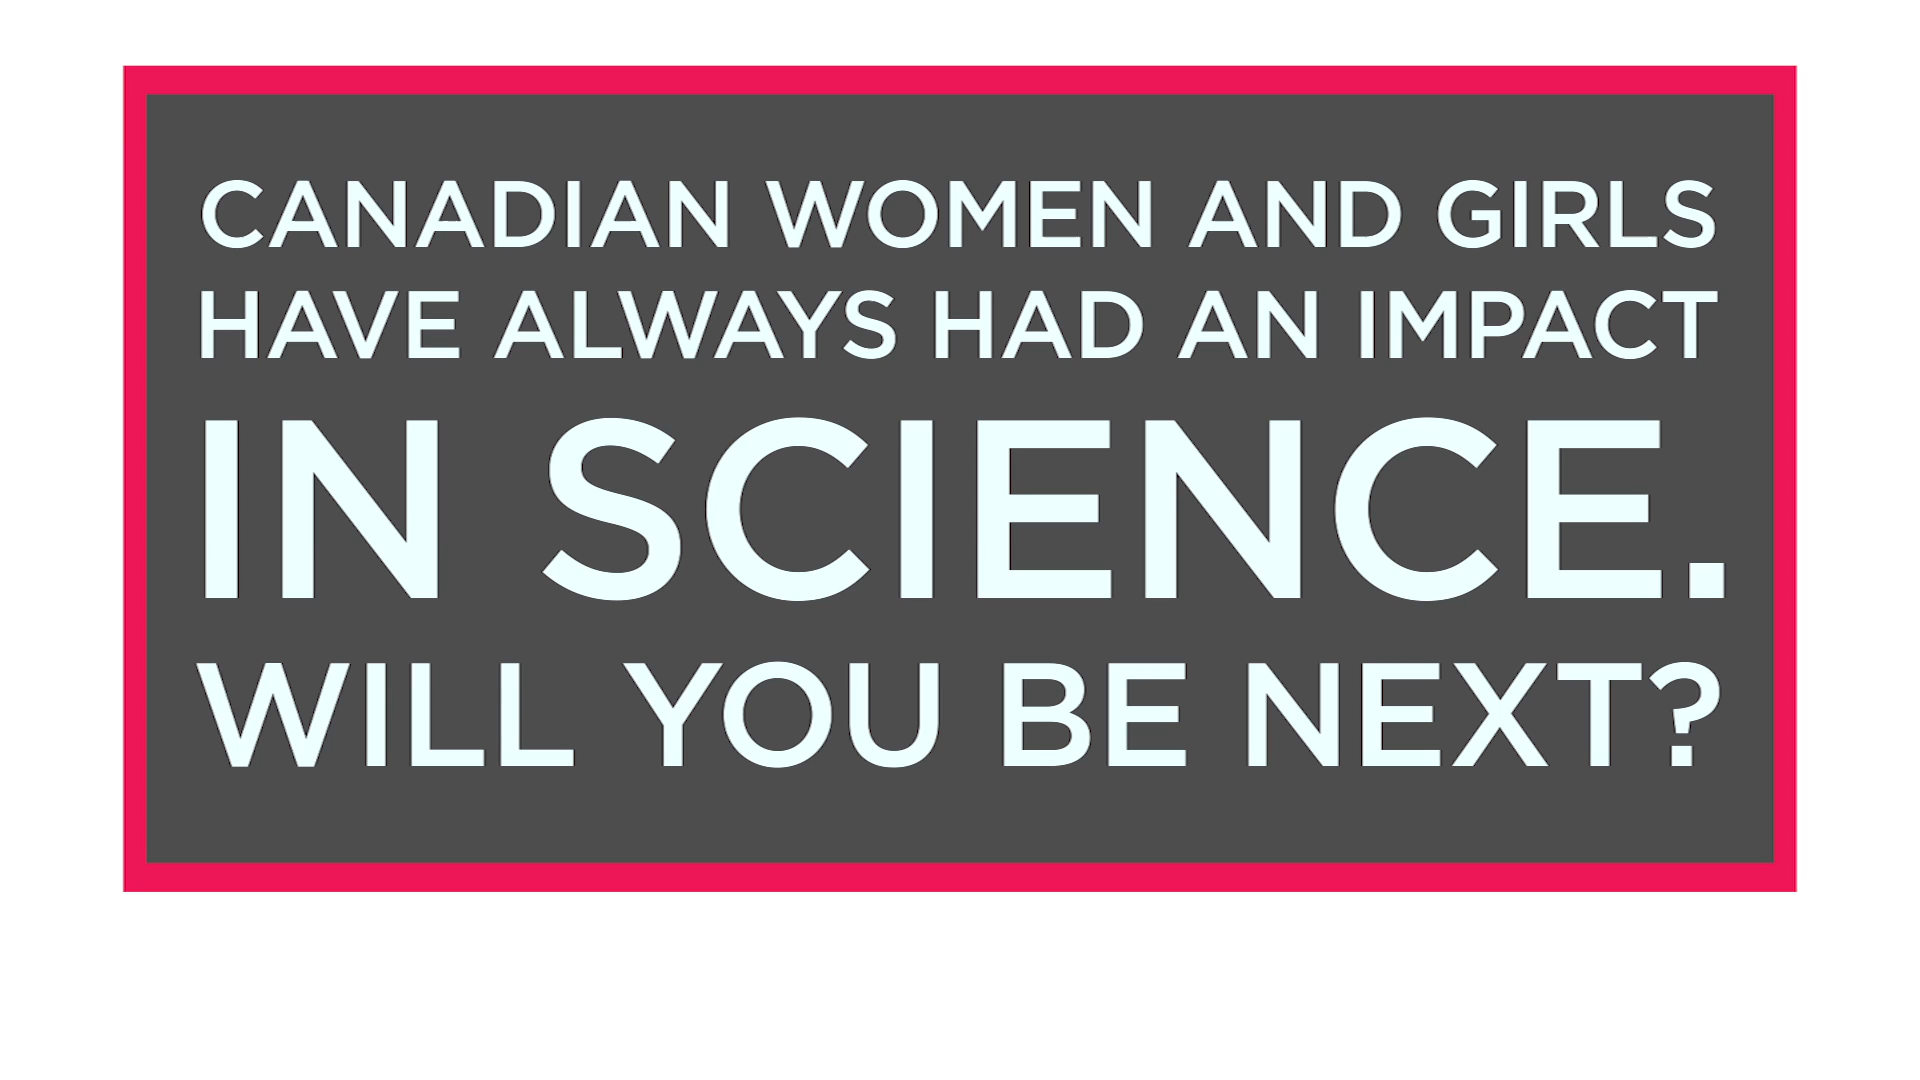 CANADIAN WOMEN AND GIRLS
HAVE ALWAYS HAD AN IMPACT
IN SCIENCE.
WILL YOU BE NEXT?